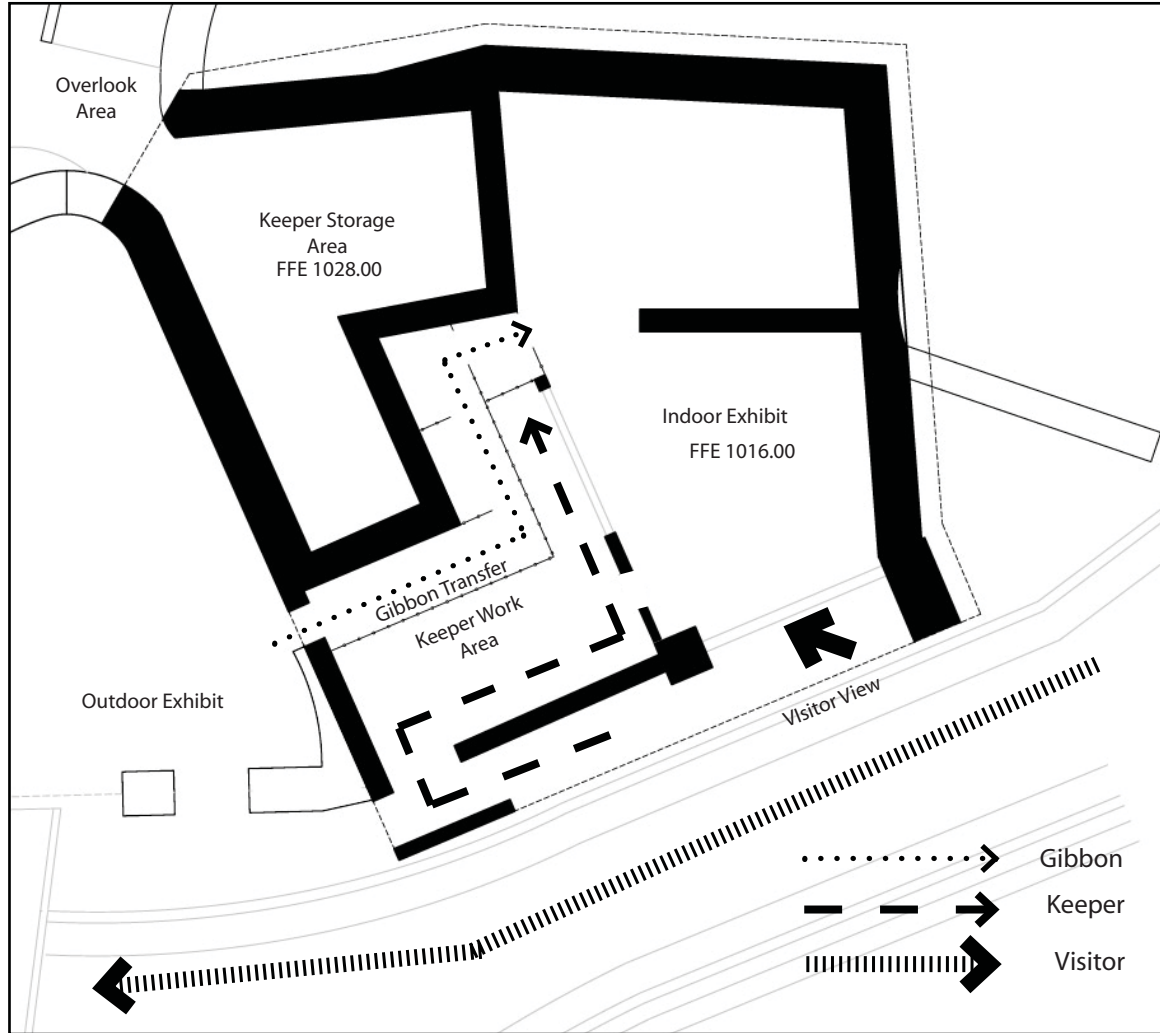 Overlook
Area
Keeper Storage
Area
FFE 1028.00
Indoor Exhibit
FFE 1016.00
Gibbon Transfer
Keeper Work
Area
Outdoor Exhibit
VIsitor View
Gibbon
Keeper
Visitor